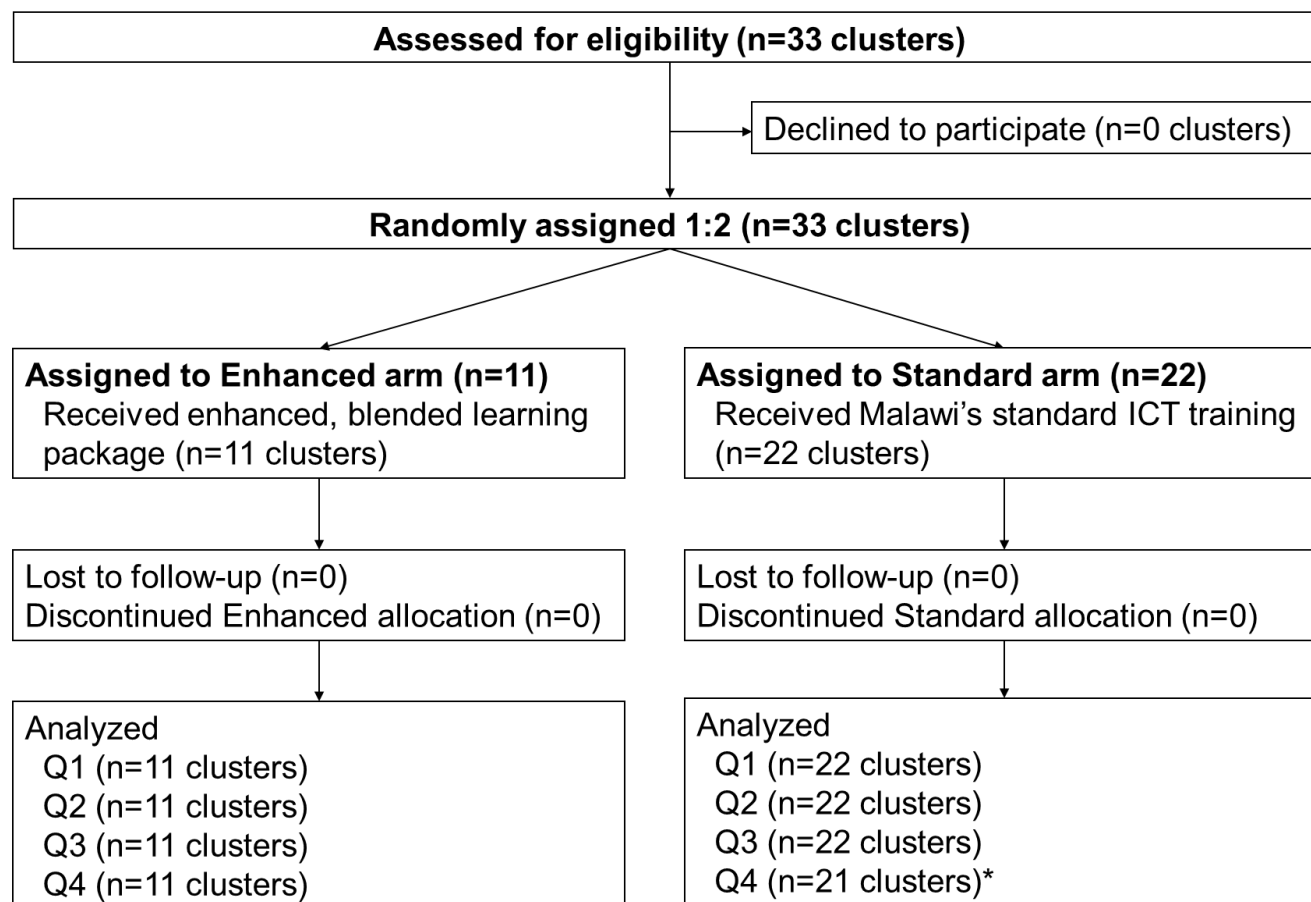 Assessed for eligibility (n=33 clusters)
Declined to participate (n=0 clusters)
Randomly assigned 1:2 (n=33 clusters)
Assigned to Enhanced arm (n=11)
Received enhanced, blended learning
package (n=11 clusters)
Assigned to Standard arm (n=22)
Received Malawi’s standard ICT training
(n=22 clusters)
Lost to follow-up (n=0)
Discontinued Enhanced allocation (n=0)
Lost to follow-up (n=0)
Discontinued Standard allocation (n=0)
Analyzed
Q1 (n=11 clusters)
Q2 (n=11 clusters)
Q3 (n=11 clusters)
Q4 (n=11 clusters)
Analyzed
Q1 (n=22 clusters)
Q2 (n=22 clusters)
Q3 (n=22 clusters)
Q4 (n=21 clusters)*